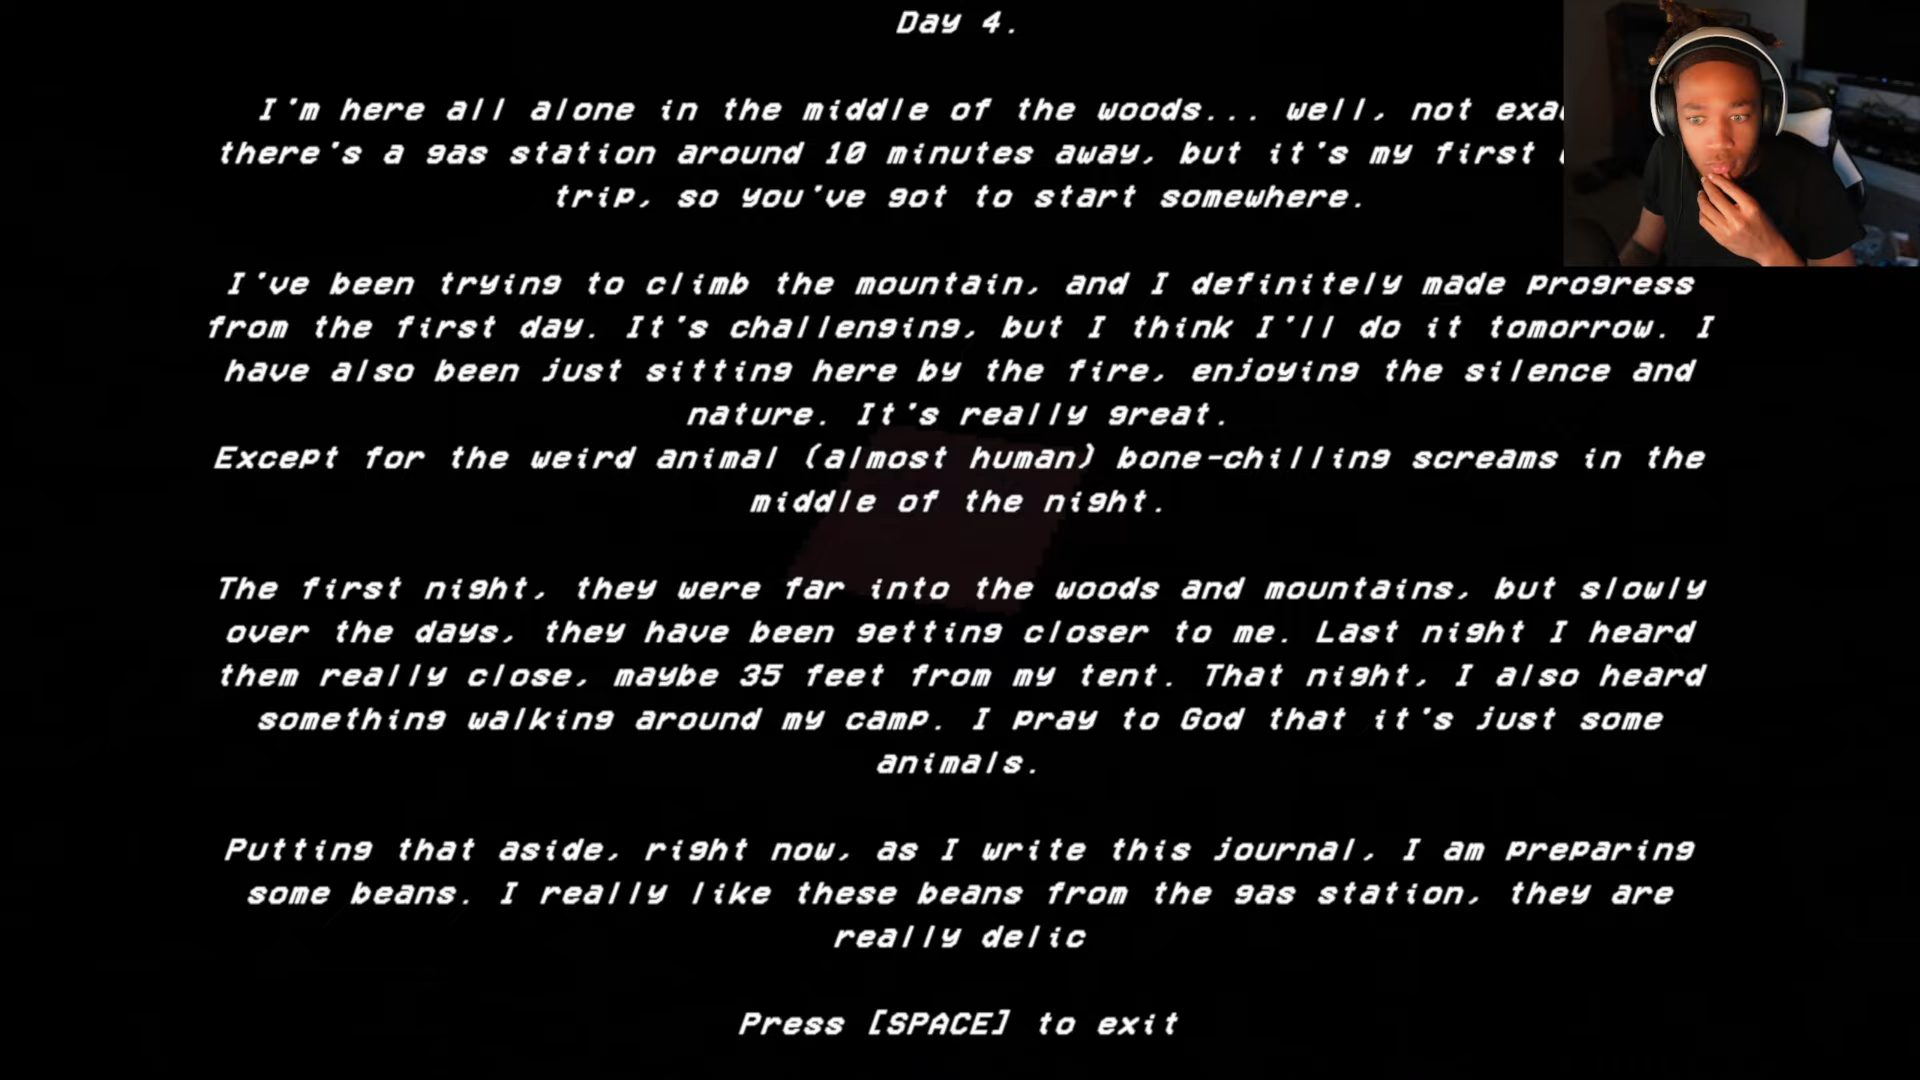 Day 4.
I'm here all alone in the middle of the woods... well, not
there's a gas station around 10 minutes away, but it's my first
trip, so you've got to start somewhere.
I've been trying to climb the mountain, and I definitely made progress
from the first day. It's challenging, but I think I'll do it tomorrow. I
have also been just sitting here by the fire, enjoying the silence and
nature. It's really great.
Except for the weird animal (almost human) bone-chilling screams in the
middle of the night.
The first night, they were far into the woods and mountains, but slowly
over the days, they have been getting closer to me. Last night I heard
them really close, maybe 35 feet from my tent. That night, I also heard
something walking around my camp. I pray to God that it's just some
animals.
Putting that aside, right now, as I write this journal, I am preparing
some beans. I really like these beans from the gas station, they are
really delic
Press [SPACE] to exit